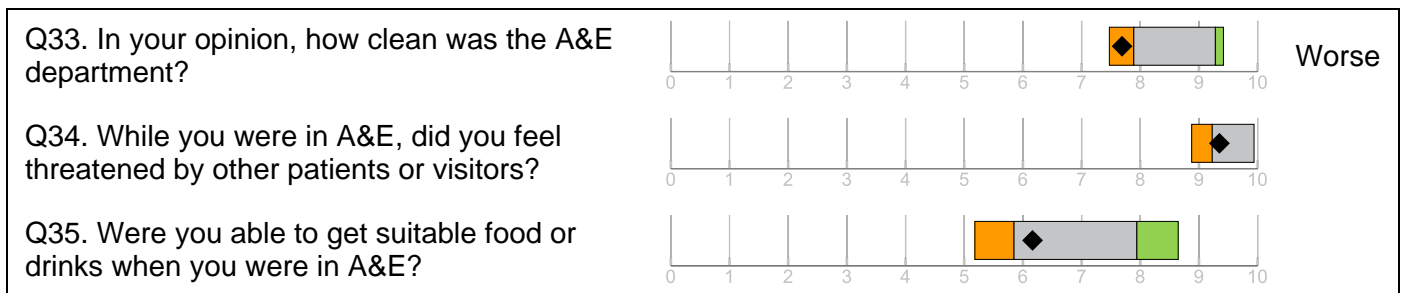 Q33. In your opinion, how clean was the A&E
department?
Worse
0 1 2 3 4 5 6 7 8 9 10
Q34. While you were in A&E, did you feel
threatened by other patients or visitors?
0 1 2 3 4 5 6 7 8 9 10
Q35. Were you able to get suitable food or
drinks when you were in A&E?
0 1 2 3 4 5 6 7 8 9 10